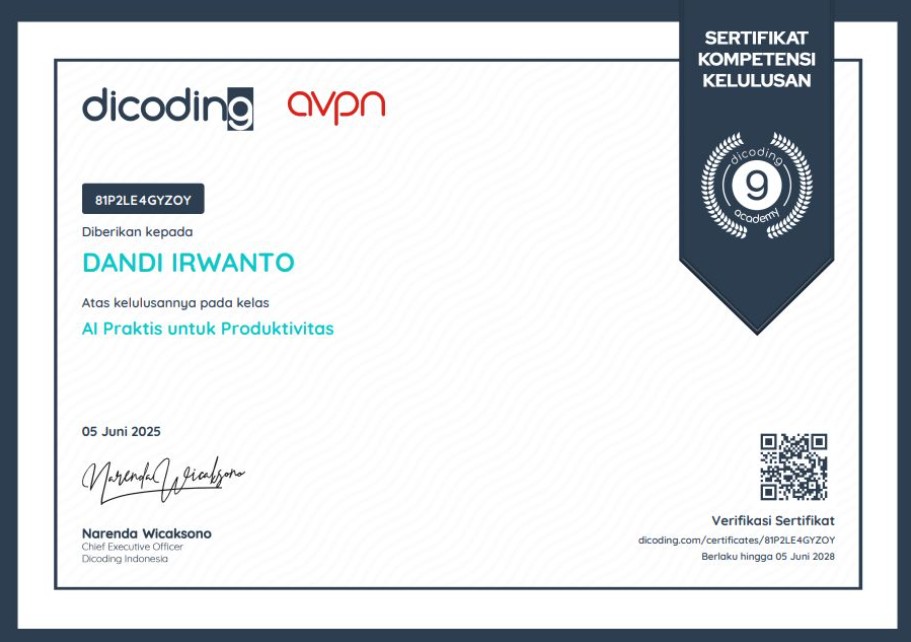 SERTIFIKAT
KOMPETENSI
KELULUSAN
dicoding
avpn
dicoding
9
academy
81P2LE4GYZOY
Diberikan kepada
DANDI IRWANTO
Atas kelulusannya pada kelas
AI Praktis untuk Produktivitas
05 Juni 2025
Narenda Wicaksono
Narenda Wicaksono
Chief Executive Officer
Dicoding Indonesia
Verifikasi Sertifikat
dicoding.com/certificates/81P2LE4GYZOY
Berlaku hingga 05 Juni 2028